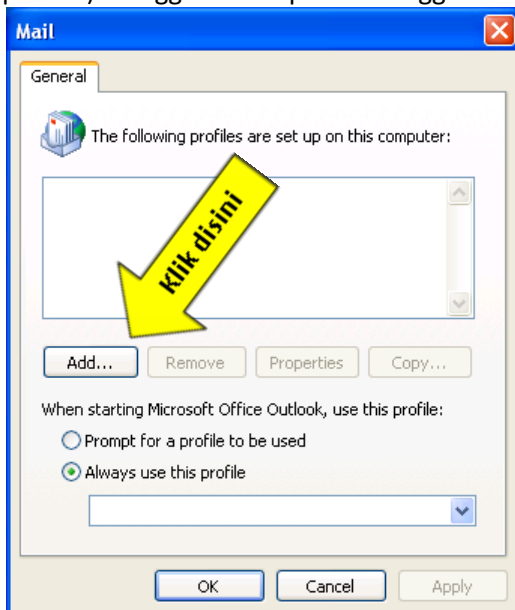 Mail
General
The following profiles are set up on this computer:
Klik disini
Add...
Remove
Properties
Copy...
When starting Microsoft Office Outlook, use this profile:
Prompt for a profile to be used
Always use this profile
OK
Cancel
Apply